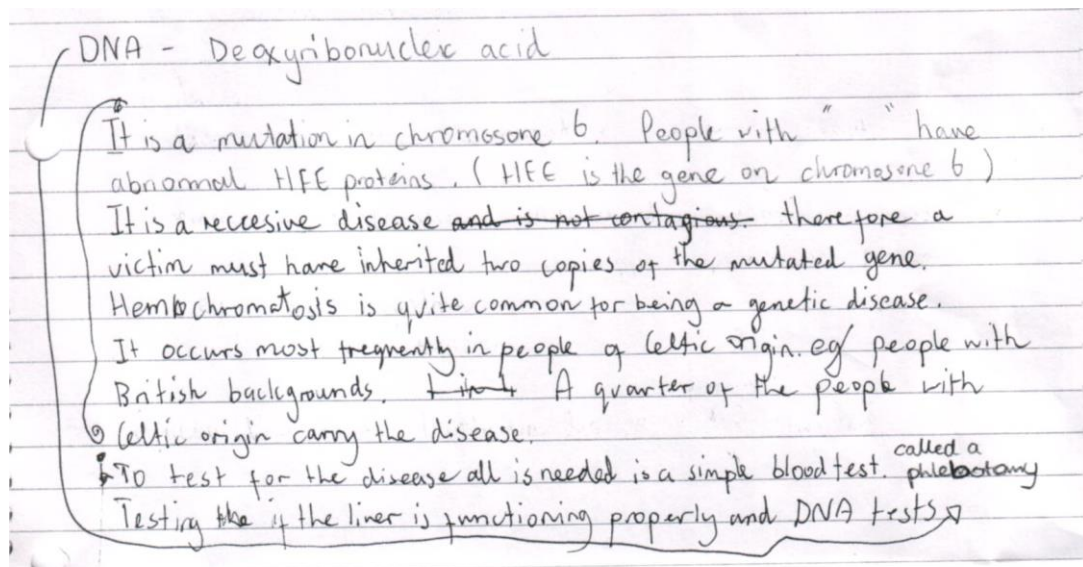 DNA - Deoxyribonucleic acid
It is a mutation in chromosone 6. People with " " have
abnormal HFE proteins. (HFE is the gene on chromosone 6)
It is a reccesive disease and is not contagious. therefore a
victim must have inherited two copies of the mutated gene.
Hemochromatosis is quite common for being a genetic disease.
It occurs most frequently in people of Celtic origin. eg people with
British backgrounds. A quarter of the people with
Celtic origin carry the disease.
To test for the disease all is needed is a simple blood test. called a phlebotomy
Testing the if the liver is functioning properly and DNA tests